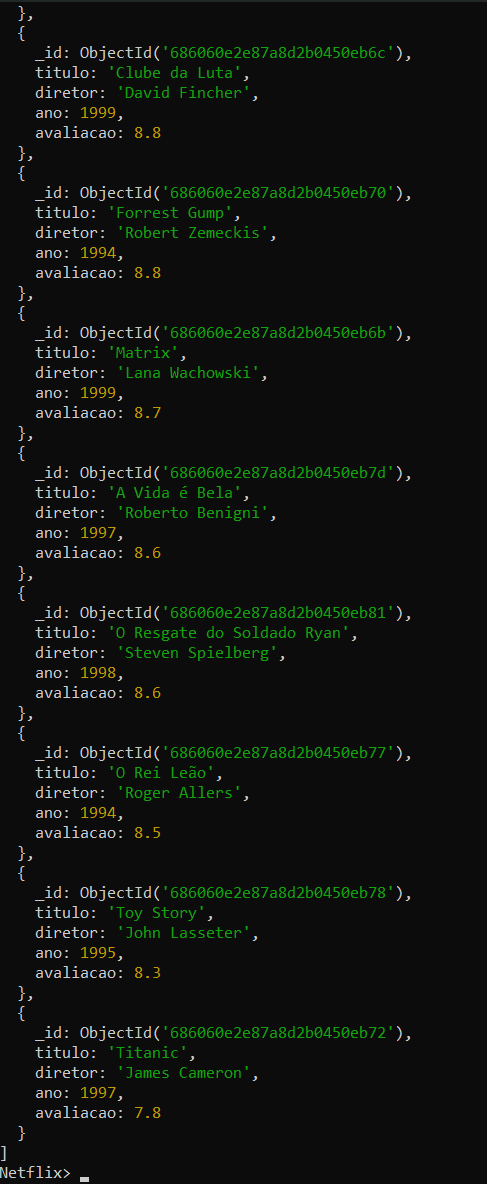 },
  {
    _id: ObjectId('686060e2e87a8d2b0450eb6c'),
    titulo: 'Clube da Luta',
    diretor: 'David Fincher',
    ano: 1999,
    avaliacao: 8.8
  },
  {
    _id: ObjectId('686060e2e87a8d2b0450eb70'),
    titulo: 'Forrest Gump',
    diretor: 'Robert Zemeckis',
    ano: 1994,
    avaliacao: 8.8
  },
  {
    _id: ObjectId('686060e2e87a8d2b0450eb6b'),
    titulo: 'Matrix',
    diretor: 'Lana Wachowski',
    ano: 1999,
    avaliacao: 8.7
  },
  {
    _id: ObjectId('686060e2e87a8d2b0450eb7d'),
    titulo: 'A Vida é Bela',
    diretor: 'Roberto Benigni',
    ano: 1997,
    avaliacao: 8.6
  },
  {
    _id: ObjectId('686060e2e87a8d2b0450eb81'),
    titulo: 'O Resgate do Soldado Ryan',
    diretor: 'Steven Spielberg',
    ano: 1998,
    avaliacao: 8.6
  },
  {
    _id: ObjectId('686060e2e87a8d2b0450eb77'),
    titulo: 'O Rei Leão',
    diretor: 'Roger Allers',
    ano: 1994,
    avaliacao: 8.5
  },
  {
    _id: ObjectId('686060e2e87a8d2b0450eb78'),
    titulo: 'Toy Story',
    diretor: 'John Lasseter',
    ano: 1995,
    avaliacao: 8.3
  },
  {
    _id: ObjectId('686060e2e87a8d2b0450eb72'),
    titulo: 'Titanic',
    diretor: 'James Cameron',
    ano: 1997,
    avaliacao: 7.8
  }
]
Netflix>